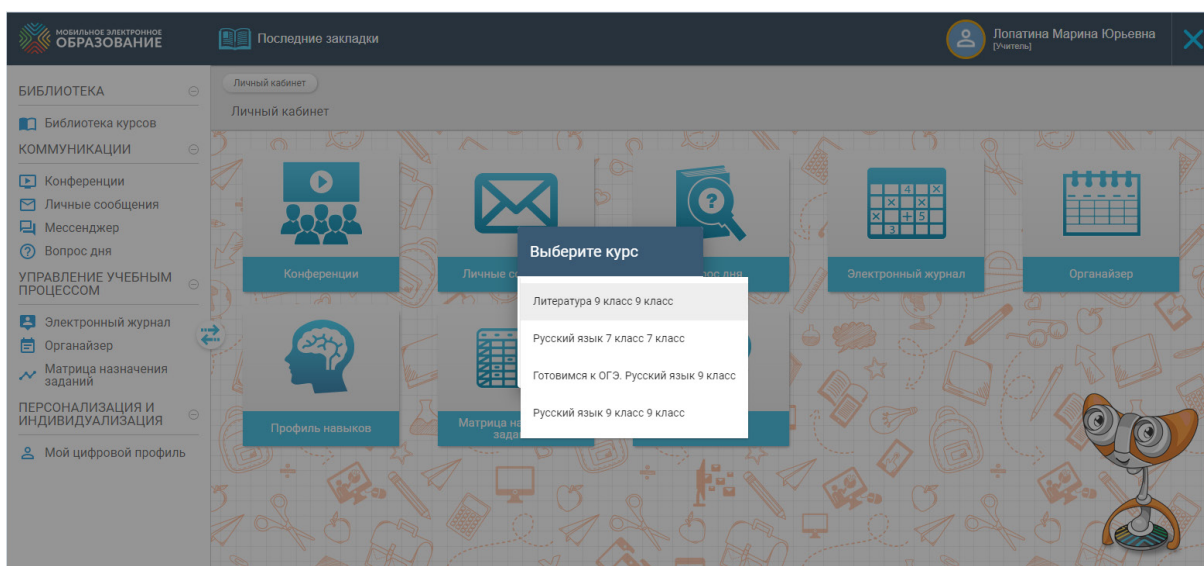 МОБИЛЬНОЕ ЭЛЕКТРОННОЕ
ОБРАЗОВАНИЕ
Последние закладки
Лопатина Марина Юрьевна
[Учитель]
БИБЛИОТЕКА
Библиотека курсов
КОММУНИКАЦИИ
Конференции
Личные сообщения
Мессенджер
Вопрос дня
УПРАВЛЕНИЕ УЧЕБНЫМ
ПРОЦЕССОМ
Электронный журнал
Органайзер
Матрица назначения
заданий
ПЕРСОНАЛИЗАЦИЯ И
ИНДИВИДУАЛИЗАЦИЯ
Мой цифровой профиль
Личный кабинет
Личный кабинет
Конференции
Личные
дня
Электронный журнал
Органайзер
Профиль навыков
Матрица
Выберите курс
Литература 9 класс 9 класс
Русский язык 7 класс 7 класс
Готовимся к ОГЭ. Русский язык 9 класс
Русский язык 9 класс 9 класс